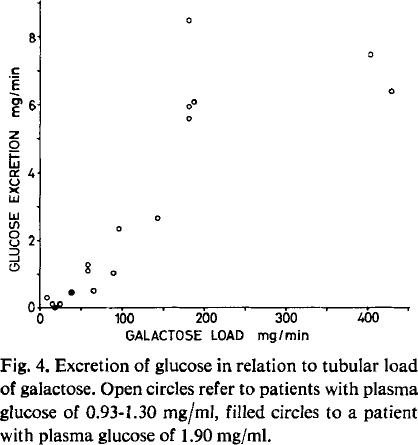 8
6
4
2
0
GLUCOSE EXCRETION mg/min
0 100 200 300 400
GALACTOSE LOAD mg/min
Fig. 4. Excretion of glucose in relation to tubular load
of galactose. Open circles refer to patients with plasma
glucose of 0.93-1.30 mg/ml, filled circles to a patient
with plasma glucose of 1.90 mg/ml.